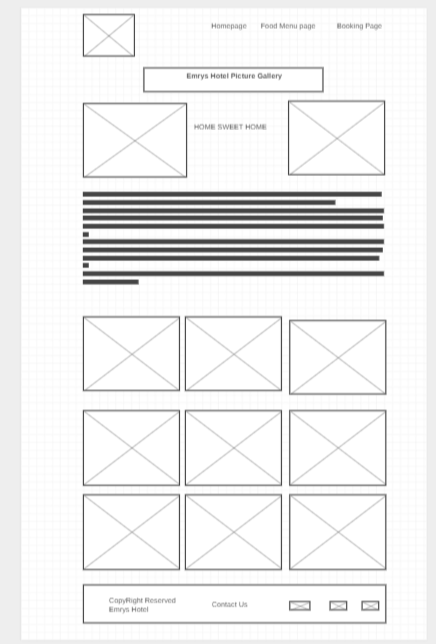 Homepage Food Menu page Booking Page
Emrys Hotel Picture Gallery
HOME SWEET HOME
CopyRight Reserved
Emrys Hotel
Contact Us